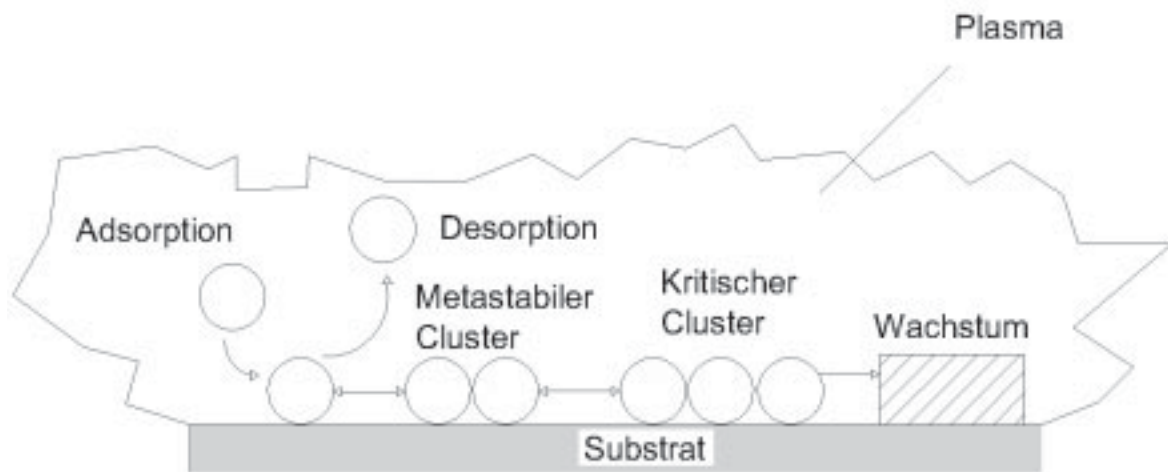 Plasma
Adsorption
Desorption
Metastabiler
Cluster
Kritischer
Cluster
Wachstum
Substrat